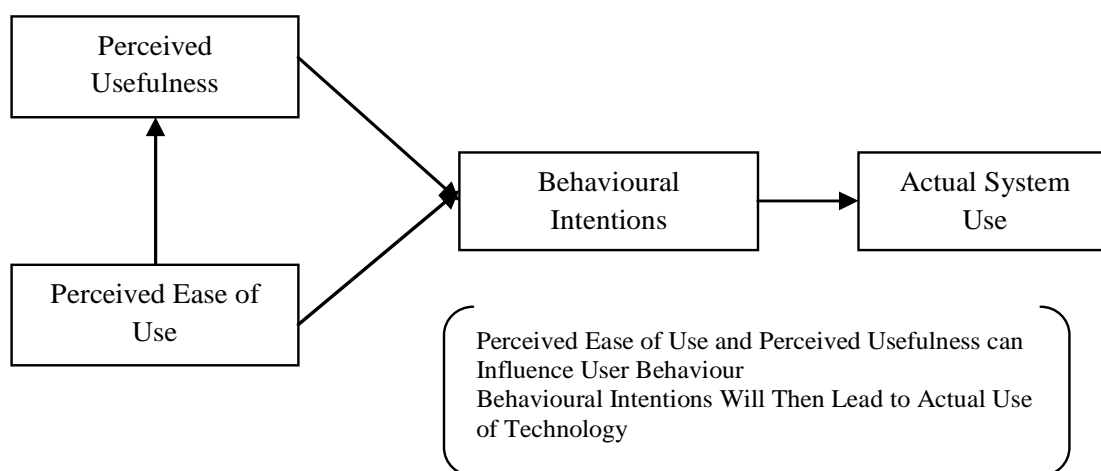 Perceived
Usefulness
Behavioural
Intentions
Actual System
Use
Perceived Ease of
Use
Perceived Ease of Use and Perceived Usefulness can
Influence User Behaviour
Behavioural Intentions Will Then Lead to Actual Use
of Technology